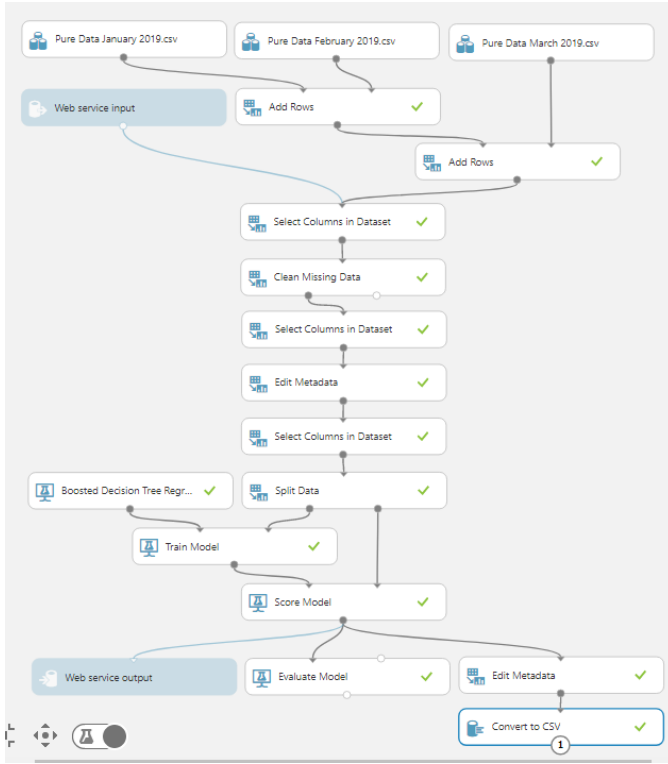 Pure Data January 2019.csv
Pure Data February 2019.csv
Pure Data March 2019.csv
Web service input
Add Rows
Add Rows
Select Columns in Dataset
Clean Missing Data
Select Columns in Dataset
Edit Metadata
Select Columns in Dataset
Boosted Decision Tree Regr...
Split Data
Train Model
Score Model
Web service output
Evaluate Model
Edit Metadata
Convert to CSV
1